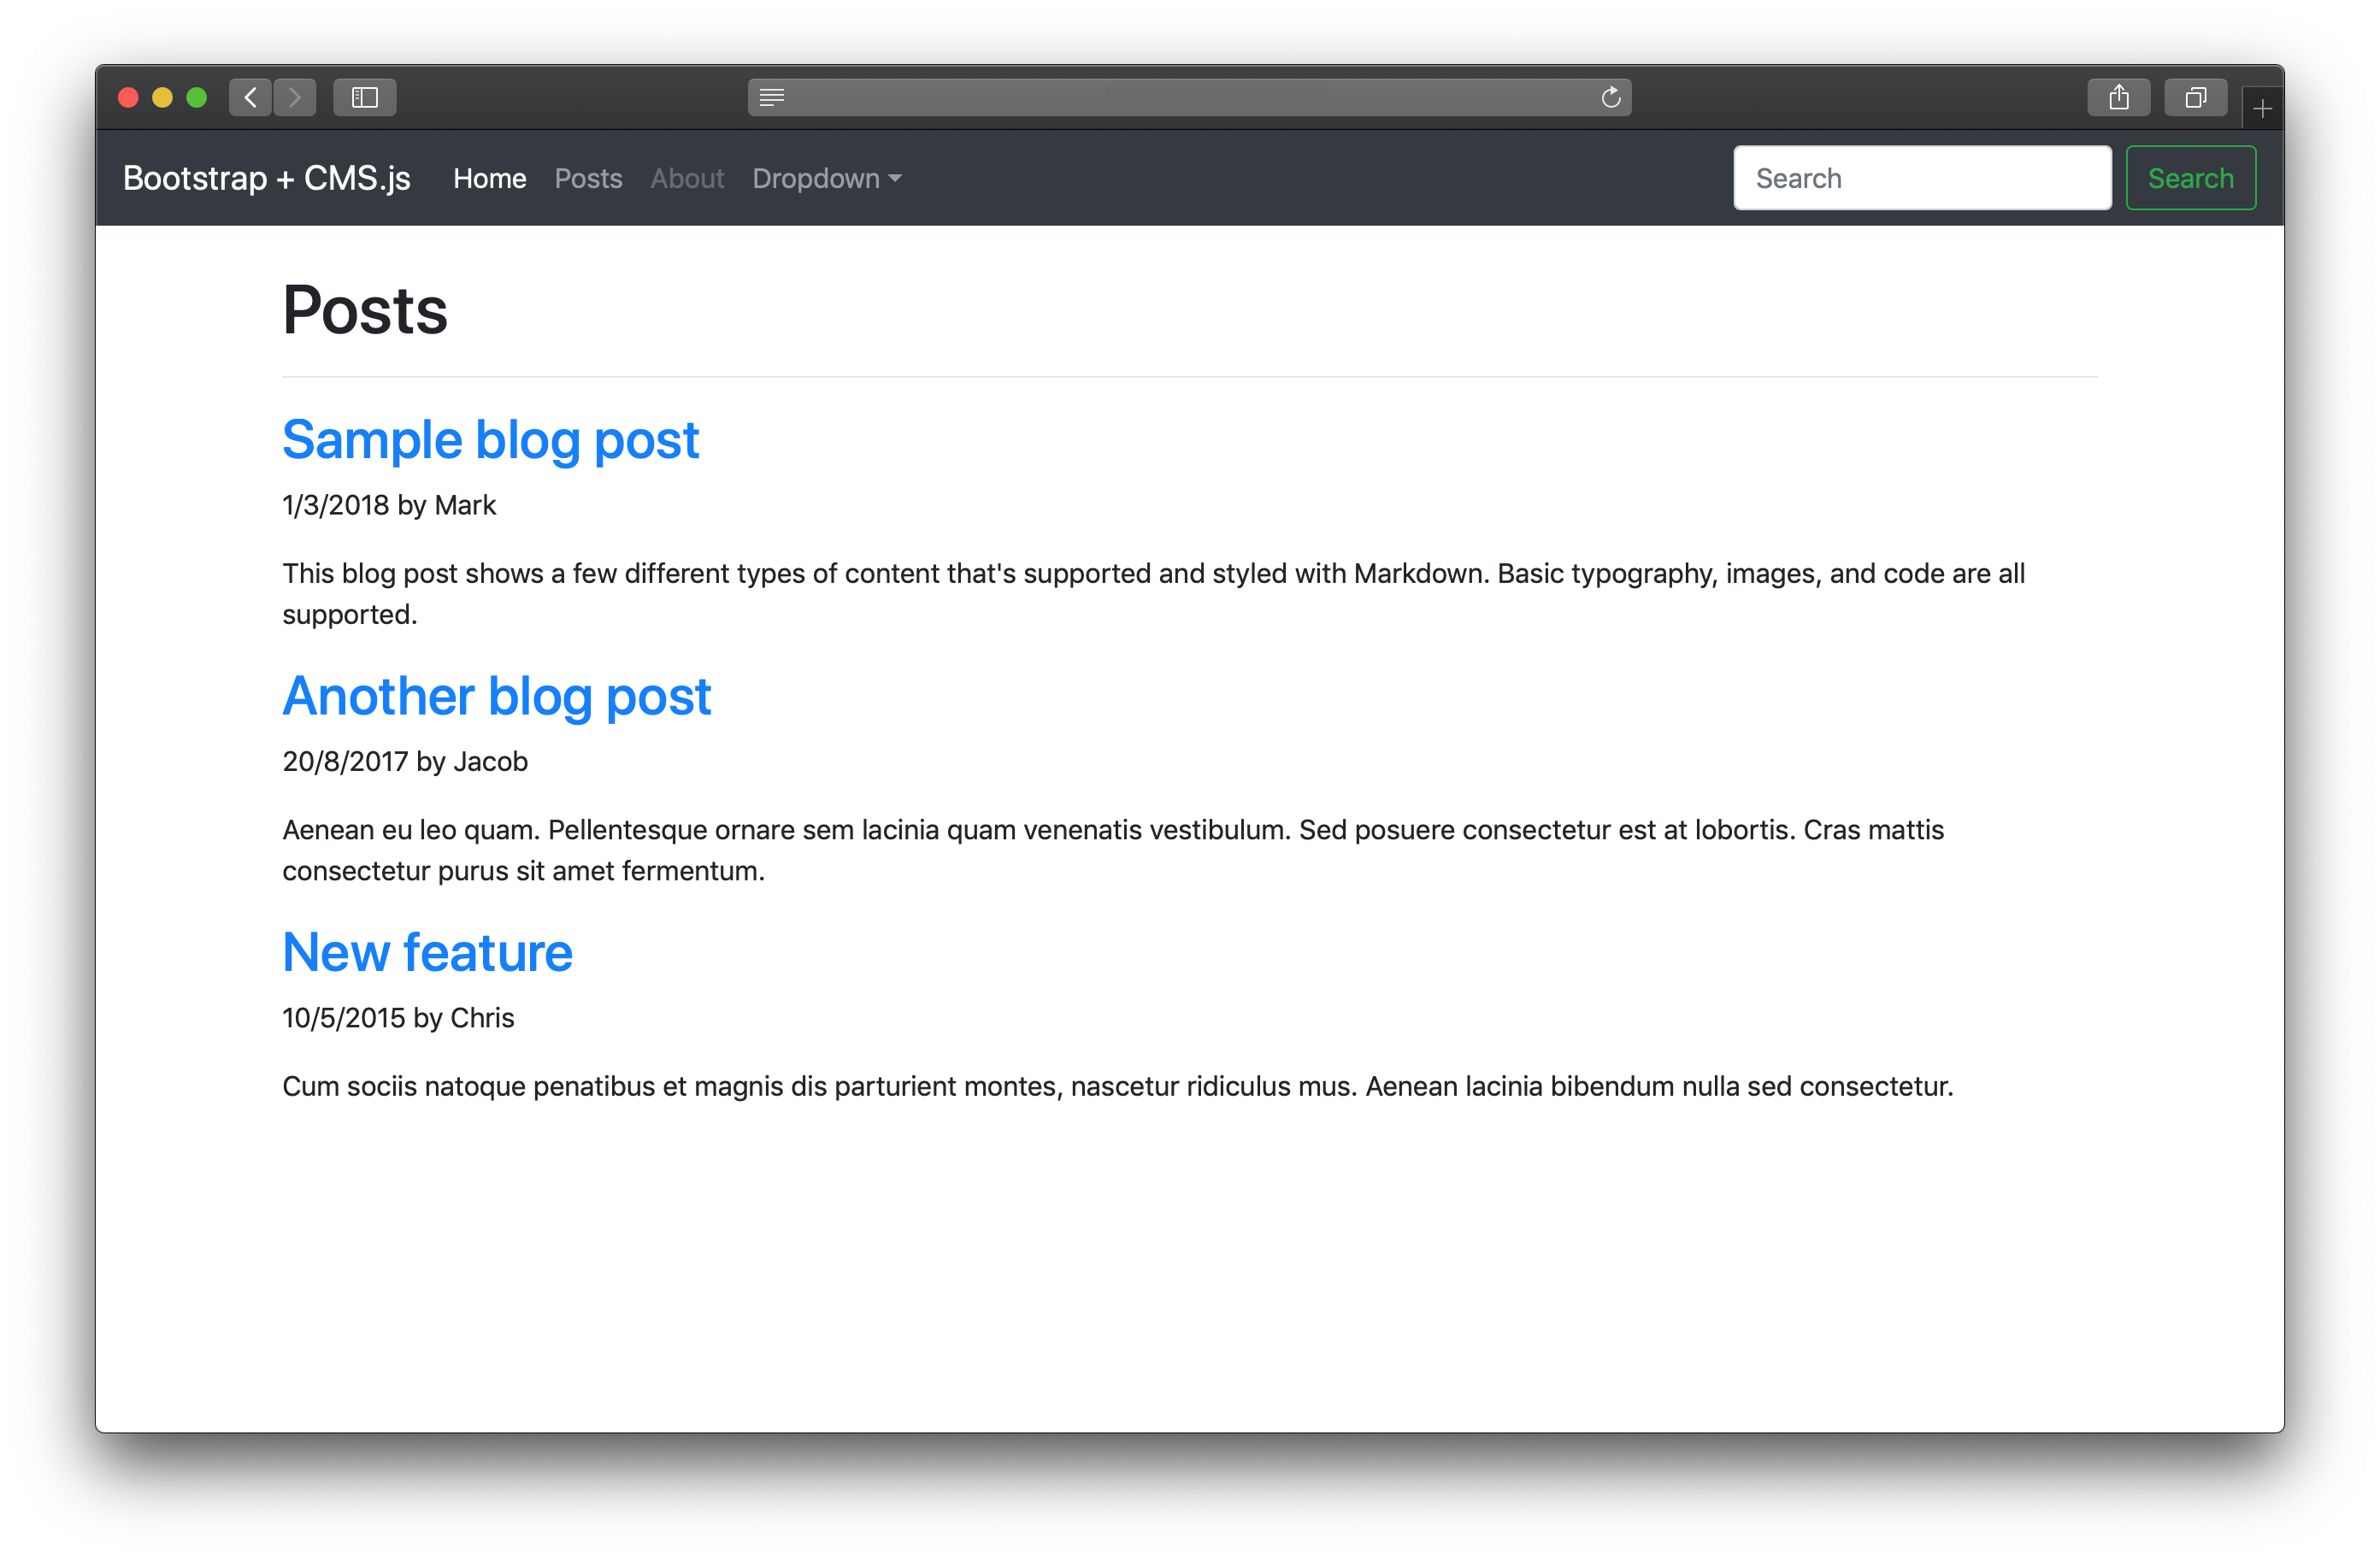 Bootstrap + CMS.js Home Posts About Dropdown Search Search
Posts
Sample blog post
1/3/2018 by Mark
This blog post shows a few different types of content that's supported and styled with Markdown. Basic typography, images, and code are all
supported.
Another blog post
20/8/2017 by Jacob
Aenean eu leo quam. Pellentesque ornare sem lacinia quam venenatis vestibulum. Sed posuere consectetur est at lobortis. Cras mattis
consectetur purus sit amet fermentum.
New feature
10/5/2015 by Chris
Cum sociis natoque penatibus et magnis dis parturient montes, nascetur ridiculus mus. Aenean lacinia bibendum nulla sed consectetur.